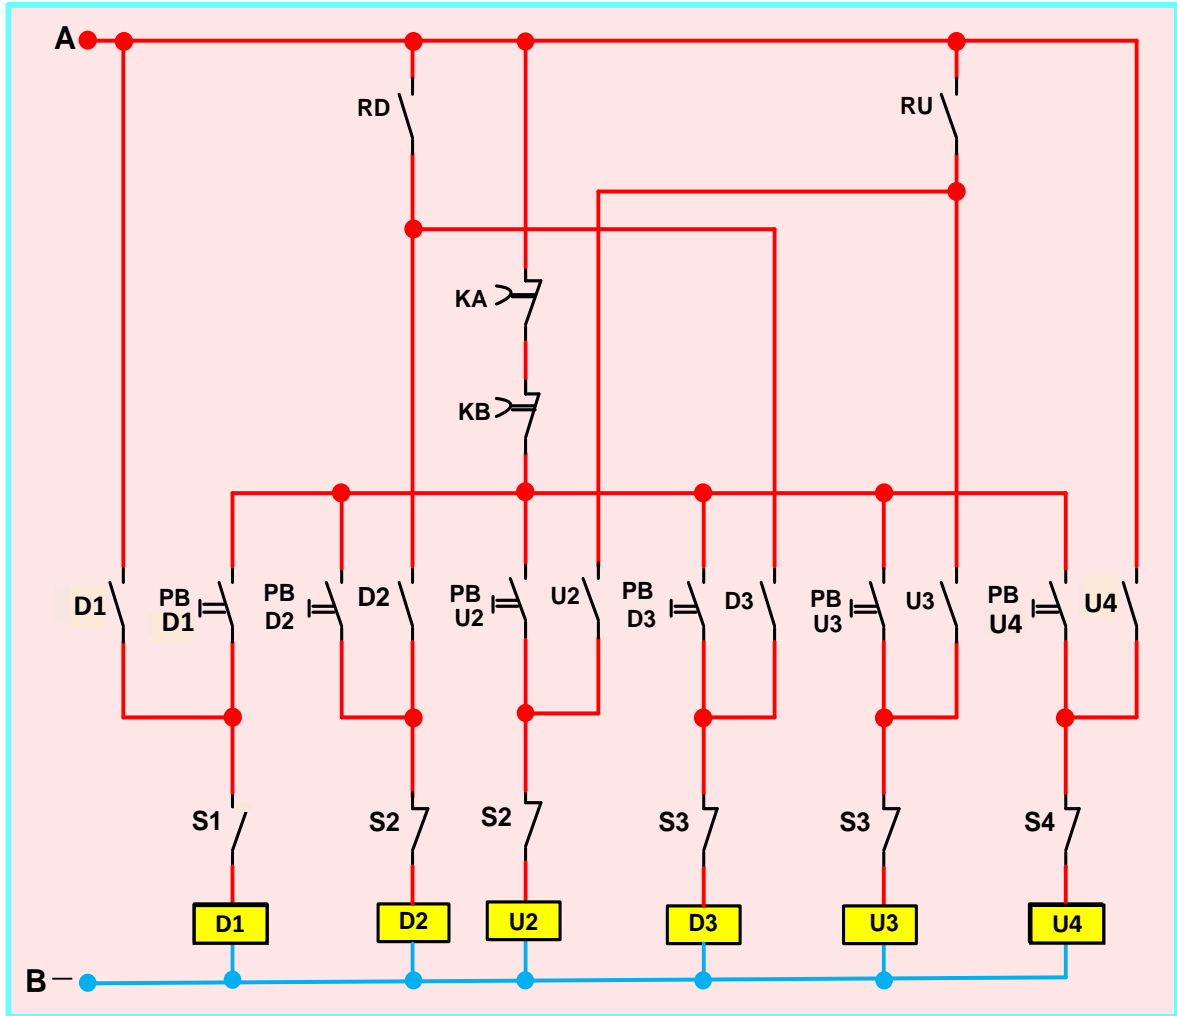 A
RD
RU
KA
KB
D1
PB
D1
PB
D2
D2
PB
U2
U2
PB
D3
D3
PB
U3
U3
PB
U4
U4
S1
S2
S2
S3
S3
S4
D1
D2
U2
D3
U3
U4
B –